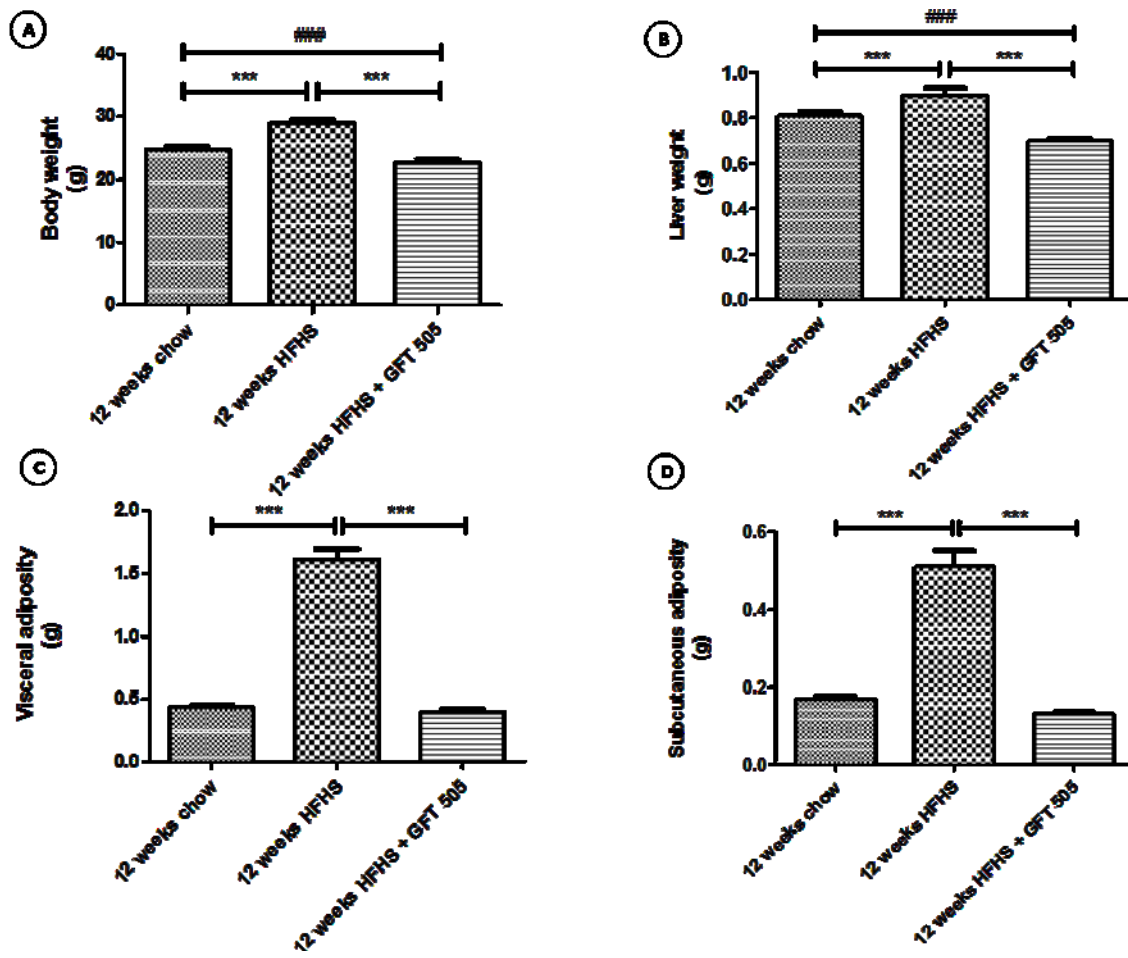 A
###
***
***
40
30
20
10
0
Body weight
(g)
12 weeks chow
12 weeks HFHS
12 weeks HFHS + GFT 505
B
###
***
***
1.0
0.8
0.6
0.4
0.2
0.0
Liver weight
(g)
12 weeks chow
12 weeks HFHS
12 weeks HFHS + GFT 505
C
***
***
2.0
1.5
1.0
0.5
0.0
Visceral adiposity
(g)
12 weeks chow
12 weeks HFHS
12 weeks HFHS + GFT 505
D
***
***
0.6
0.4
0.2
0.0
Subcutaneous adiposity
(g)
12 weeks chow
12 weeks HFHS
12 weeks HFHS + GFT 505